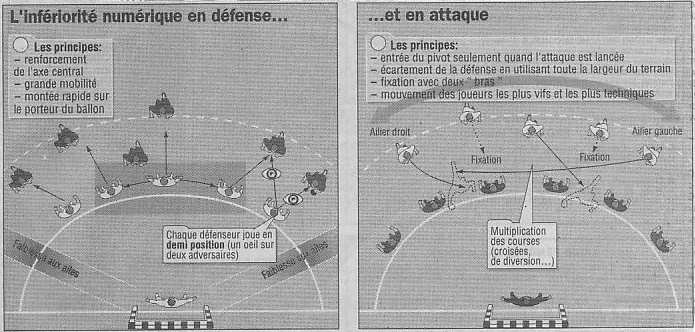 L'infériorité numérique en défense...
Les principes:
– renforcement
de l'axe central
– grande mobilité
– montée rapide sur
le porteur du ballon
Chaque défenseur joue en
demi position (un oeil sur
deux adversaires)
Faiblesse aux ailes
Faiblesse aux ailes
...et en attaque
Les principes:
– entrée du pivot seulement quand l'attaque est lancée
– écartement de la défense en utilisant toute la largeur du terrain
– fixation avec deux " bras "
– mouvement des joueurs les plus vifs et les plus techniques
Ailier droit
Ailier gauche
Fixation
Fixation
Multiplication
des courses
(croisées,
de diversion...)